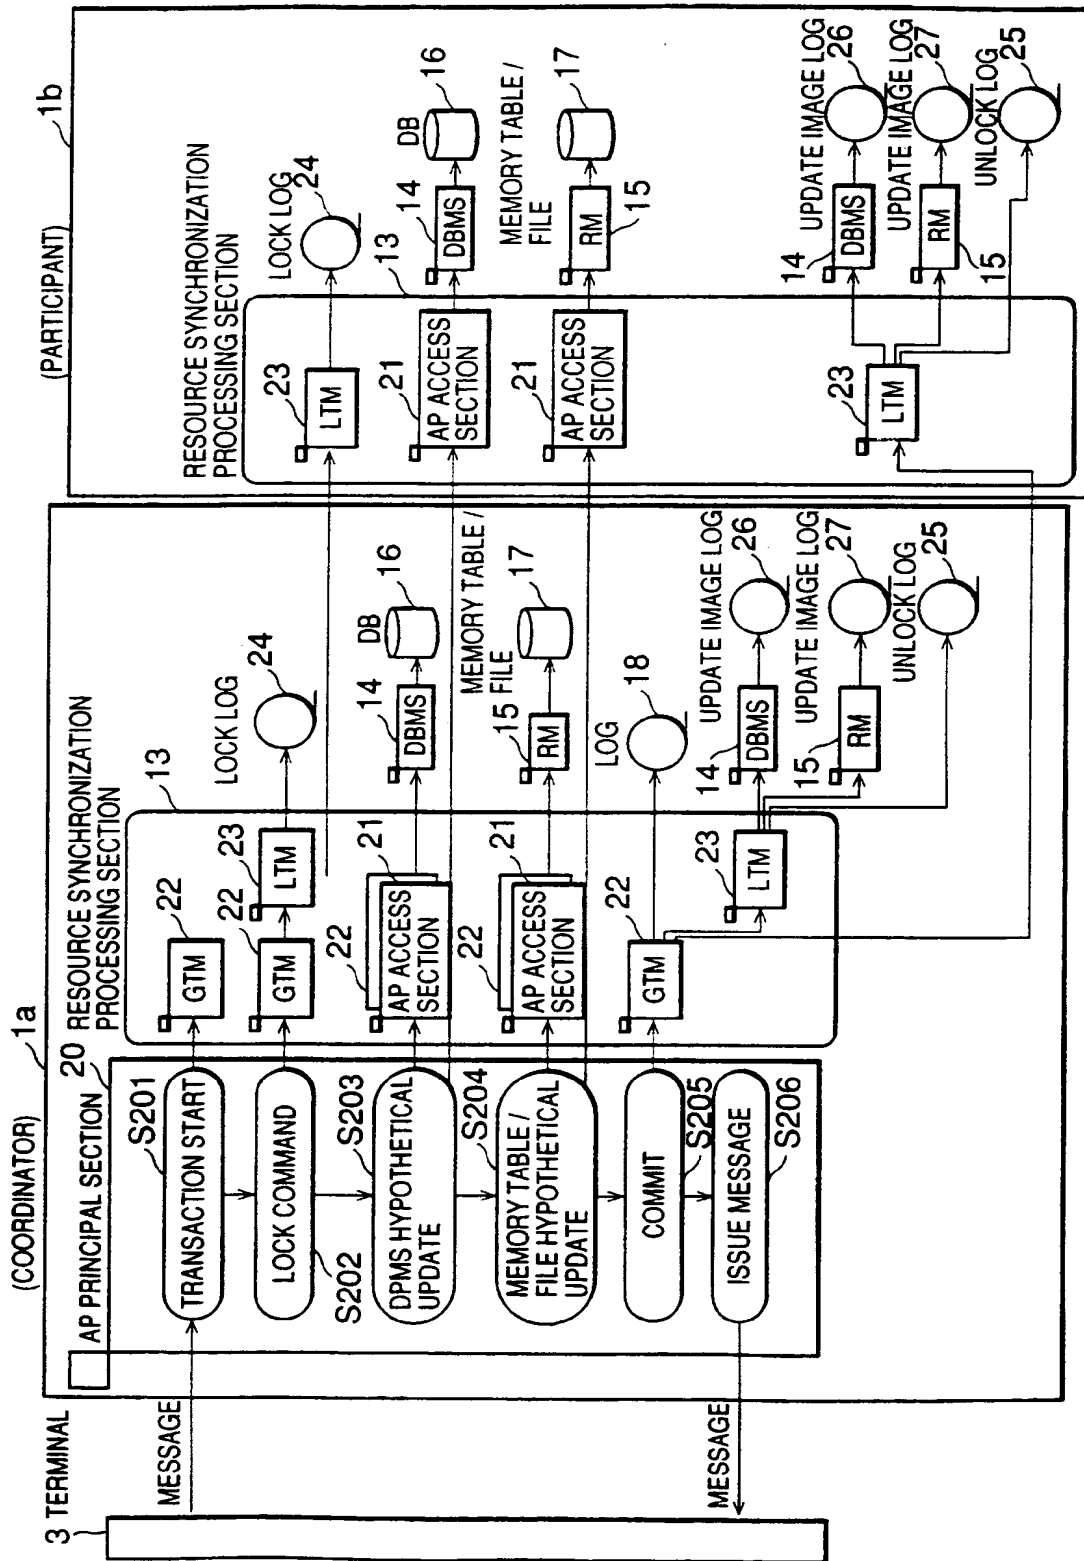 3 TERMINAL
MESSAGE
MESSAGE
(COORDINATOR)
1a
AP PRINCIPAL SECTION
20
S201
TRANSACTION START
LOCK COMMAND
S202
S203
DPMS HYPOTHETICAL
UPDATE
S204
MEMORY TABLE /
FILE HYPOTHETICAL
UPDATE
COMMIT
S205
ISSUE MESSAGE
S206
RESOURCE SYNCHRONIZATION
PROCESSING SECTION
13
22
GTM
22
GTM
23
LTM
LOCK LOG
24
22
AP ACCESS
SECTION
21
14
DBMS
DB
16
22
AP ACCESS
SECTION
21
15
RM
MEMORY TABLE /
FILE
17
22
GTM
LOG
18
23
LTM
14
DBMS
UPDATE IMAGE LOG
26
15
RM
UPDATE IMAGE LOG
27
UNLOCK LOG
25
(PARTICIPANT)
1b
RESOURCE SYNCHRONIZATION
PROCESSING SECTION
13
23
LTM
LOCK LOG
24
21
AP ACCESS
SECTION
14
DBMS
DB
16
21
AP ACCESS
SECTION
RM
15
MEMORY TABLE /
FILE
17
23
LTM
14
DBMS
UPDATE IMAGE LOG
26
RM
15
UPDATE IMAGE LOG
27
UNLOCK LOG
25